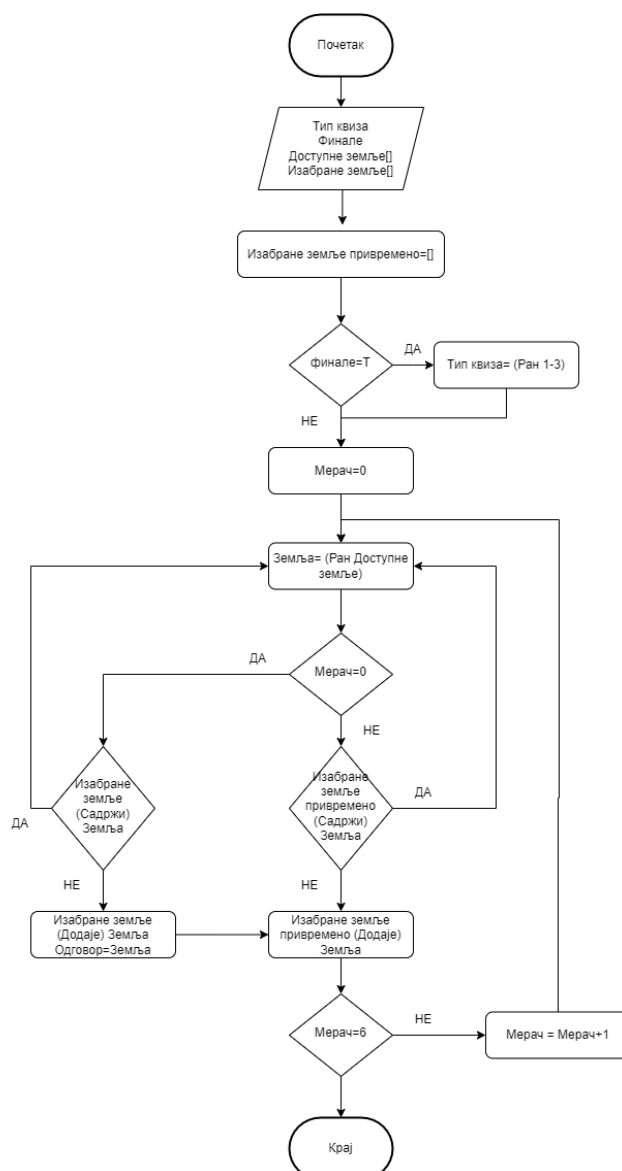 Почетак
Тип квиза
Финале
Доступне земље[]
Изабране земље[]
Изабране земље привремено=[]
финале=Т
ДА
Тип квиза= (Ран 1-3)
НЕ
Мерач=0
Земља= (Ран Доступне
земље)
ДА
Мерач=0
НЕ
Изабране
земље
(Садржи)
Земља
ДА
Изабране
земље
привремено
(Садржи)
Земља
ДА
НЕ
НЕ
Изабране земље
(Додаје) Земља
Одговор=Земља
Изабране земље
привремено (Додаје)
Земља
Мерач=6
НЕ
Мерач = Мерач+1
Крај